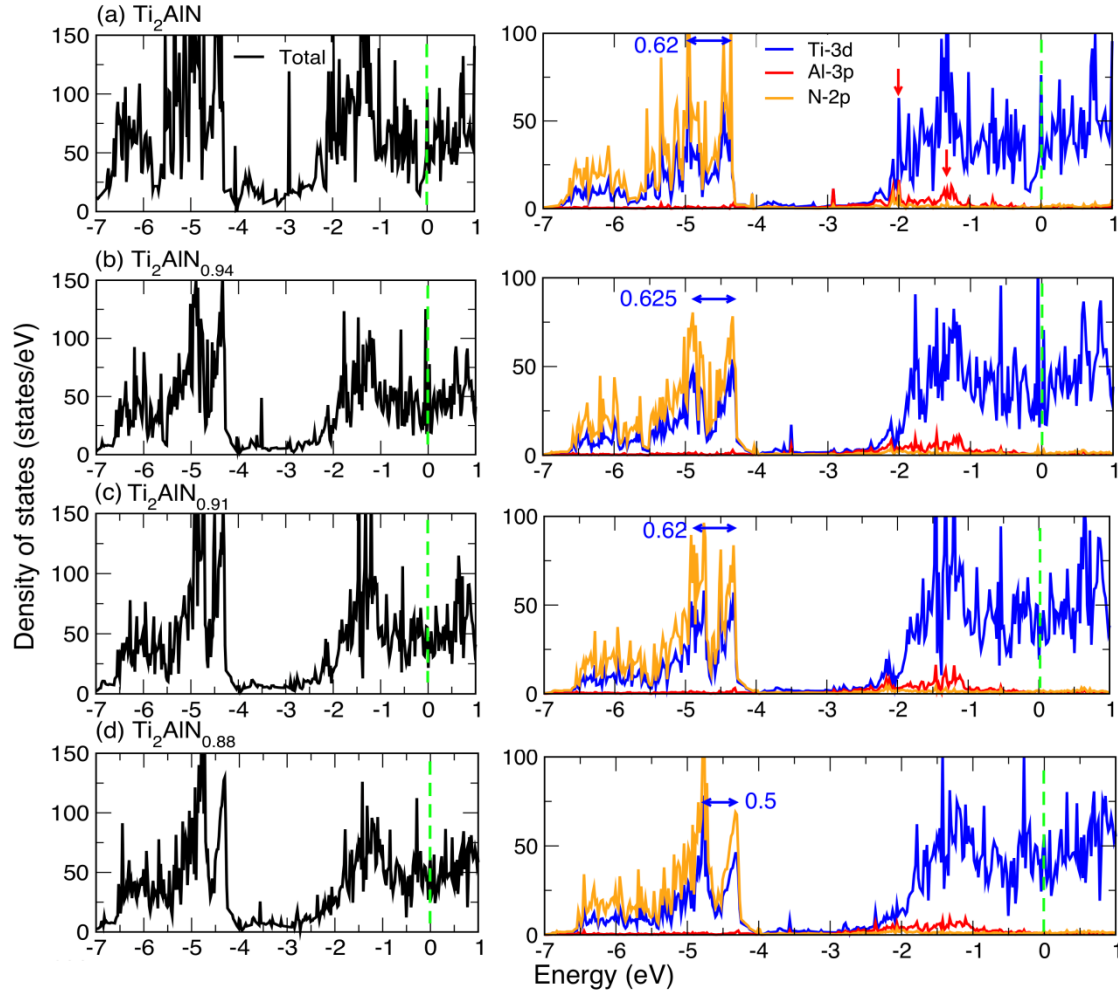 (a) Ti2AlN
150
100
50
0
-7 -6 -5 -4 -3 -2 -1 0 1
Total
100
50
0
-7 -6 -5 -4 -3 -2 -1 0 1
0.62
Ti-3d
Al-3p
N-2p
(b) Ti2AlN0.94
150
100
50
0
-7 -6 -5 -4 -3 -2 -1 0 1
100
50
0
-7 -6 -5 -4 -3 -2 -1 0 1
0.625
(c) Ti2AlN0.91
150
100
50
0
-7 -6 -5 -4 -3 -2 -1 0 1
100
50
0
-7 -6 -5 -4 -3 -2 -1 0 1
0.62
(d) Ti2AlN0.88
150
100
50
0
-7 -6 -5 -4 -3 -2 -1 0 1
100
50
0
-7 -6 -5 -4 -3 -2 -1 0 1
0.5
Density of states (states/eV)
Energy (eV)